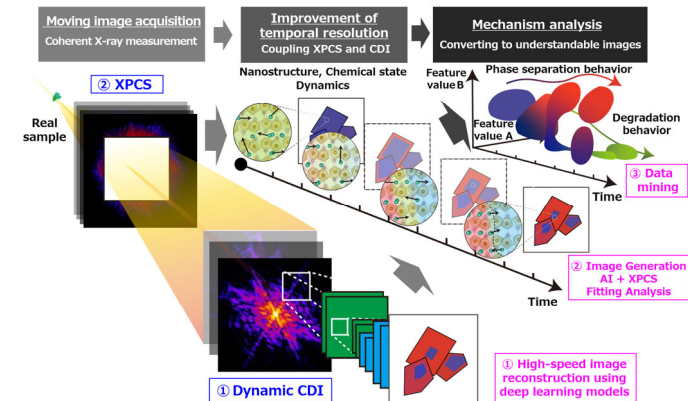 Moving image acquisition
Coherent X-ray measurement
Improvement of
temporal resolution
Coupling XPCS and CDI
Mechanism analysis
Converting to understandable images
② XPCS
Real
sample
Nanostructure, Chemical state
Dynamics
Feature
value B
Phase separation behavior
Feature
value A
Degradation
behavior
Time
③ Data
mining
Time
② Image Generation
AI + XPCS
Fitting Analysis
① Dynamic CDI
① High-speed image
reconstruction using
deep learning models